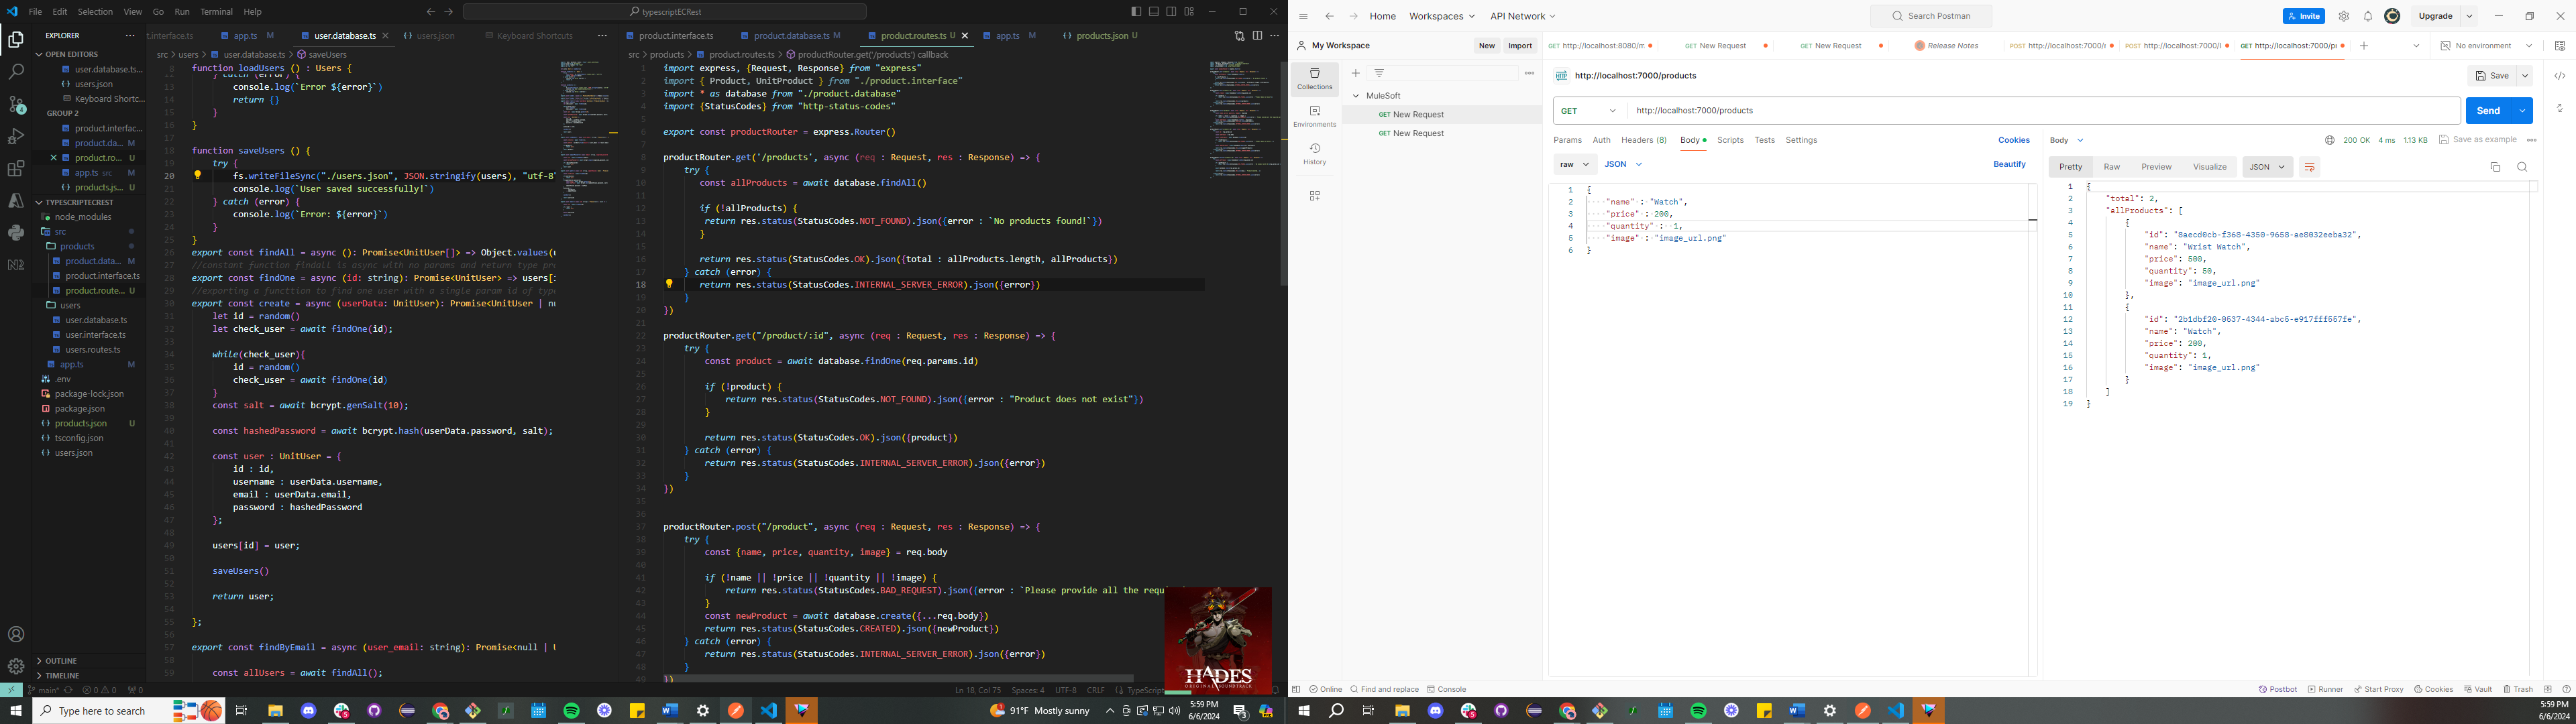 File Edit Selection View Go Run Terminal Help
typescriptECRest
EXPLORER
OPEN EDITORS
user.database.ts...
users.json
Keyboard Shortc...
GROUP 2
product.interfac...
product.da... M
product.ro... U
app.ts src M
products.js... U
TYPESCRIPTECREST
node_modules
src
products
product.data... M
product.interface.ts
product.route... U
users
user.database.ts
user.interface.ts
users.routes.ts
app.ts M
.env
package-lock.json
package.json
products.json U
tsconfig.json
users.json
OUTLINE
TIMELINE
t.interface.ts app.ts M user.database.ts users.json Keyboard Shortcuts
src > users > user.database.ts > saveUsers
8 function loadUsers () : Users {
12 } catch (error) {
13 console.log(`Error ${error}`)
14 return {}
15 }
16 }
17
18 function saveUsers () {
19 try {
20 fs.writeFileSync("./users.json", JSON.stringify(users), "utf-8"
21 console.log(`User saved successfully!`)
22 } catch (error) {
23 console.log(`Error: ${error}`)
24 }
25 }
26 export const findAll = async (): Promise<UnitUser[]> => Object.values(u
27 //constant function findall is async with no params and return type pro
28 export const findOne = async (id: string): Promise<UnitUser> => users[i
29 //exporting a functtion to find one user with a single param id of type
30 export const create = async (userData: UnitUser): Promise<UnitUser | nu
31 let id = random()
32 let check_user = await findOne(id);
33
34 while(check_user){
35 id = random()
36 check_user = await findOne(id)
37 }
38 const salt = await bcrypt.genSalt(10);
39
40 const hashedPassword = await bcrypt.hash(userData.password, salt);
41
42 const user : UnitUser = {
43 id : id,
44 username : userData.username,
45 email : userData.email,
46 password : hashedPassword
47 };
48
49 users[id] = user;
50
51 saveUsers()
52
53 return user;
54
55 };
56
57 export const findByEmail = async (user_email: string): Promise<null | U
58
59 const allUsers = await findAll();
product.interface.ts product.database.ts M product.routes.ts U app.ts M products.json U
src > products > product.routes.ts > productRouter.get('/products') callback
1 import express, {Request, Response} from "express"
2 import { Product, UnitProduct } from "./product.interface"
3 import * as database from "./product.database"
4 import {StatusCodes} from "http-status-codes"
5
6 export const productRouter = express.Router()
7
8 productRouter.get('/products', async (req : Request, res : Response) => {
9 try {
10 const allProducts = await database.findAll()
11
12 if (!allProducts) {
13 return res.status(StatusCodes.NOT_FOUND).json({error : `No products found!`})
14 }
15
16 return res.status(StatusCodes.OK).json({total : allProducts.length, allProducts})
17 } catch (error) {
18 return res.status(StatusCodes.INTERNAL_SERVER_ERROR).json({error})
19 }
20 })
21
22 productRouter.get("/product/:id", async (req : Request, res : Response) => {
23 try {
24 const product = await database.findOne(req.params.id)
25
26 if (!product) {
27 return res.status(StatusCodes.NOT_FOUND).json({error : "Product does not exist"})
28 }
29
30 return res.status(StatusCodes.OK).json({product})
31 } catch (error) {
32 return res.status(StatusCodes.INTERNAL_SERVER_ERROR).json({error})
33 }
34 })
35
36
37 productRouter.post("/product", async (req : Request, res : Response) => {
38 try {
39 const {name, price, quantity, image} = req.body
40
41 if (!name || !price || !quantity || !image) {
42 return res.status(StatusCodes.BAD_REQUEST).json({error : `Please provide all the requi
43 }
44 const newProduct = await database.create({...req.body})
45 return res.status(StatusCodes.CREATED).json({newProduct})
46 } catch (error) {
47 return res.status(StatusCodes.INTERNAL_SERVER_ERROR).json({error})
48 }
49 })
HADES
ORIGINAL SOUNDTRACK
main* 0 0 0
Ln 18, Col 75 Spaces: 4 UTF-8 CRLF TypeScript
Type here to search
91°F Mostly sunny
5:59 PM
6/6/2024
Home Workspaces API Network
Search Postman
Invite
Upgrade
My Workspace
New Import
GET http://localhost:8080/m
GET New Request
GET New Request
Release Notes
POST http://localhost:7000/r
POST http://localhost:7000/l
GET http://localhost:7000/pr
No environment
Collections
Environments
History
MuleSoft
GET New Request
GET New Request
http://localhost:7000/products
Save
GET http://localhost:7000/products
Send
Params Auth Headers (8) Body Scripts Tests Settings
Cookies
raw JSON
Beautify
1 {
2 "name" : "Watch",
3 "price" : 200,
4 "quantity" : 1,
5 "image" : "image_url.png"
6 }
Body
200 OK 4 ms 1.13 KB Save as example
Pretty Raw Preview Visualize JSON
1 {
2 "total": 2,
3 "allProducts": [
4 {
5 "id": "8aecd0cb-f368-4350-9658-ae8032eeba32",
6 "name": "Wrist Watch",
7 "price": 500,
8 "quantity": 50,
9 "image": "image_url.png"
10 },
11 {
12 "id": "2b1dbf20-0537-4344-abc5-e917fff557fe",
13 "name": "Watch",
14 "price": 200,
15 "quantity": 1,
16 "image": "image_url.png"
17 }
18 ]
19 }
Online Find and replace Console
Postbot Runner Start Proxy Cookies Vault Trash
5:59 PM
6/6/2024